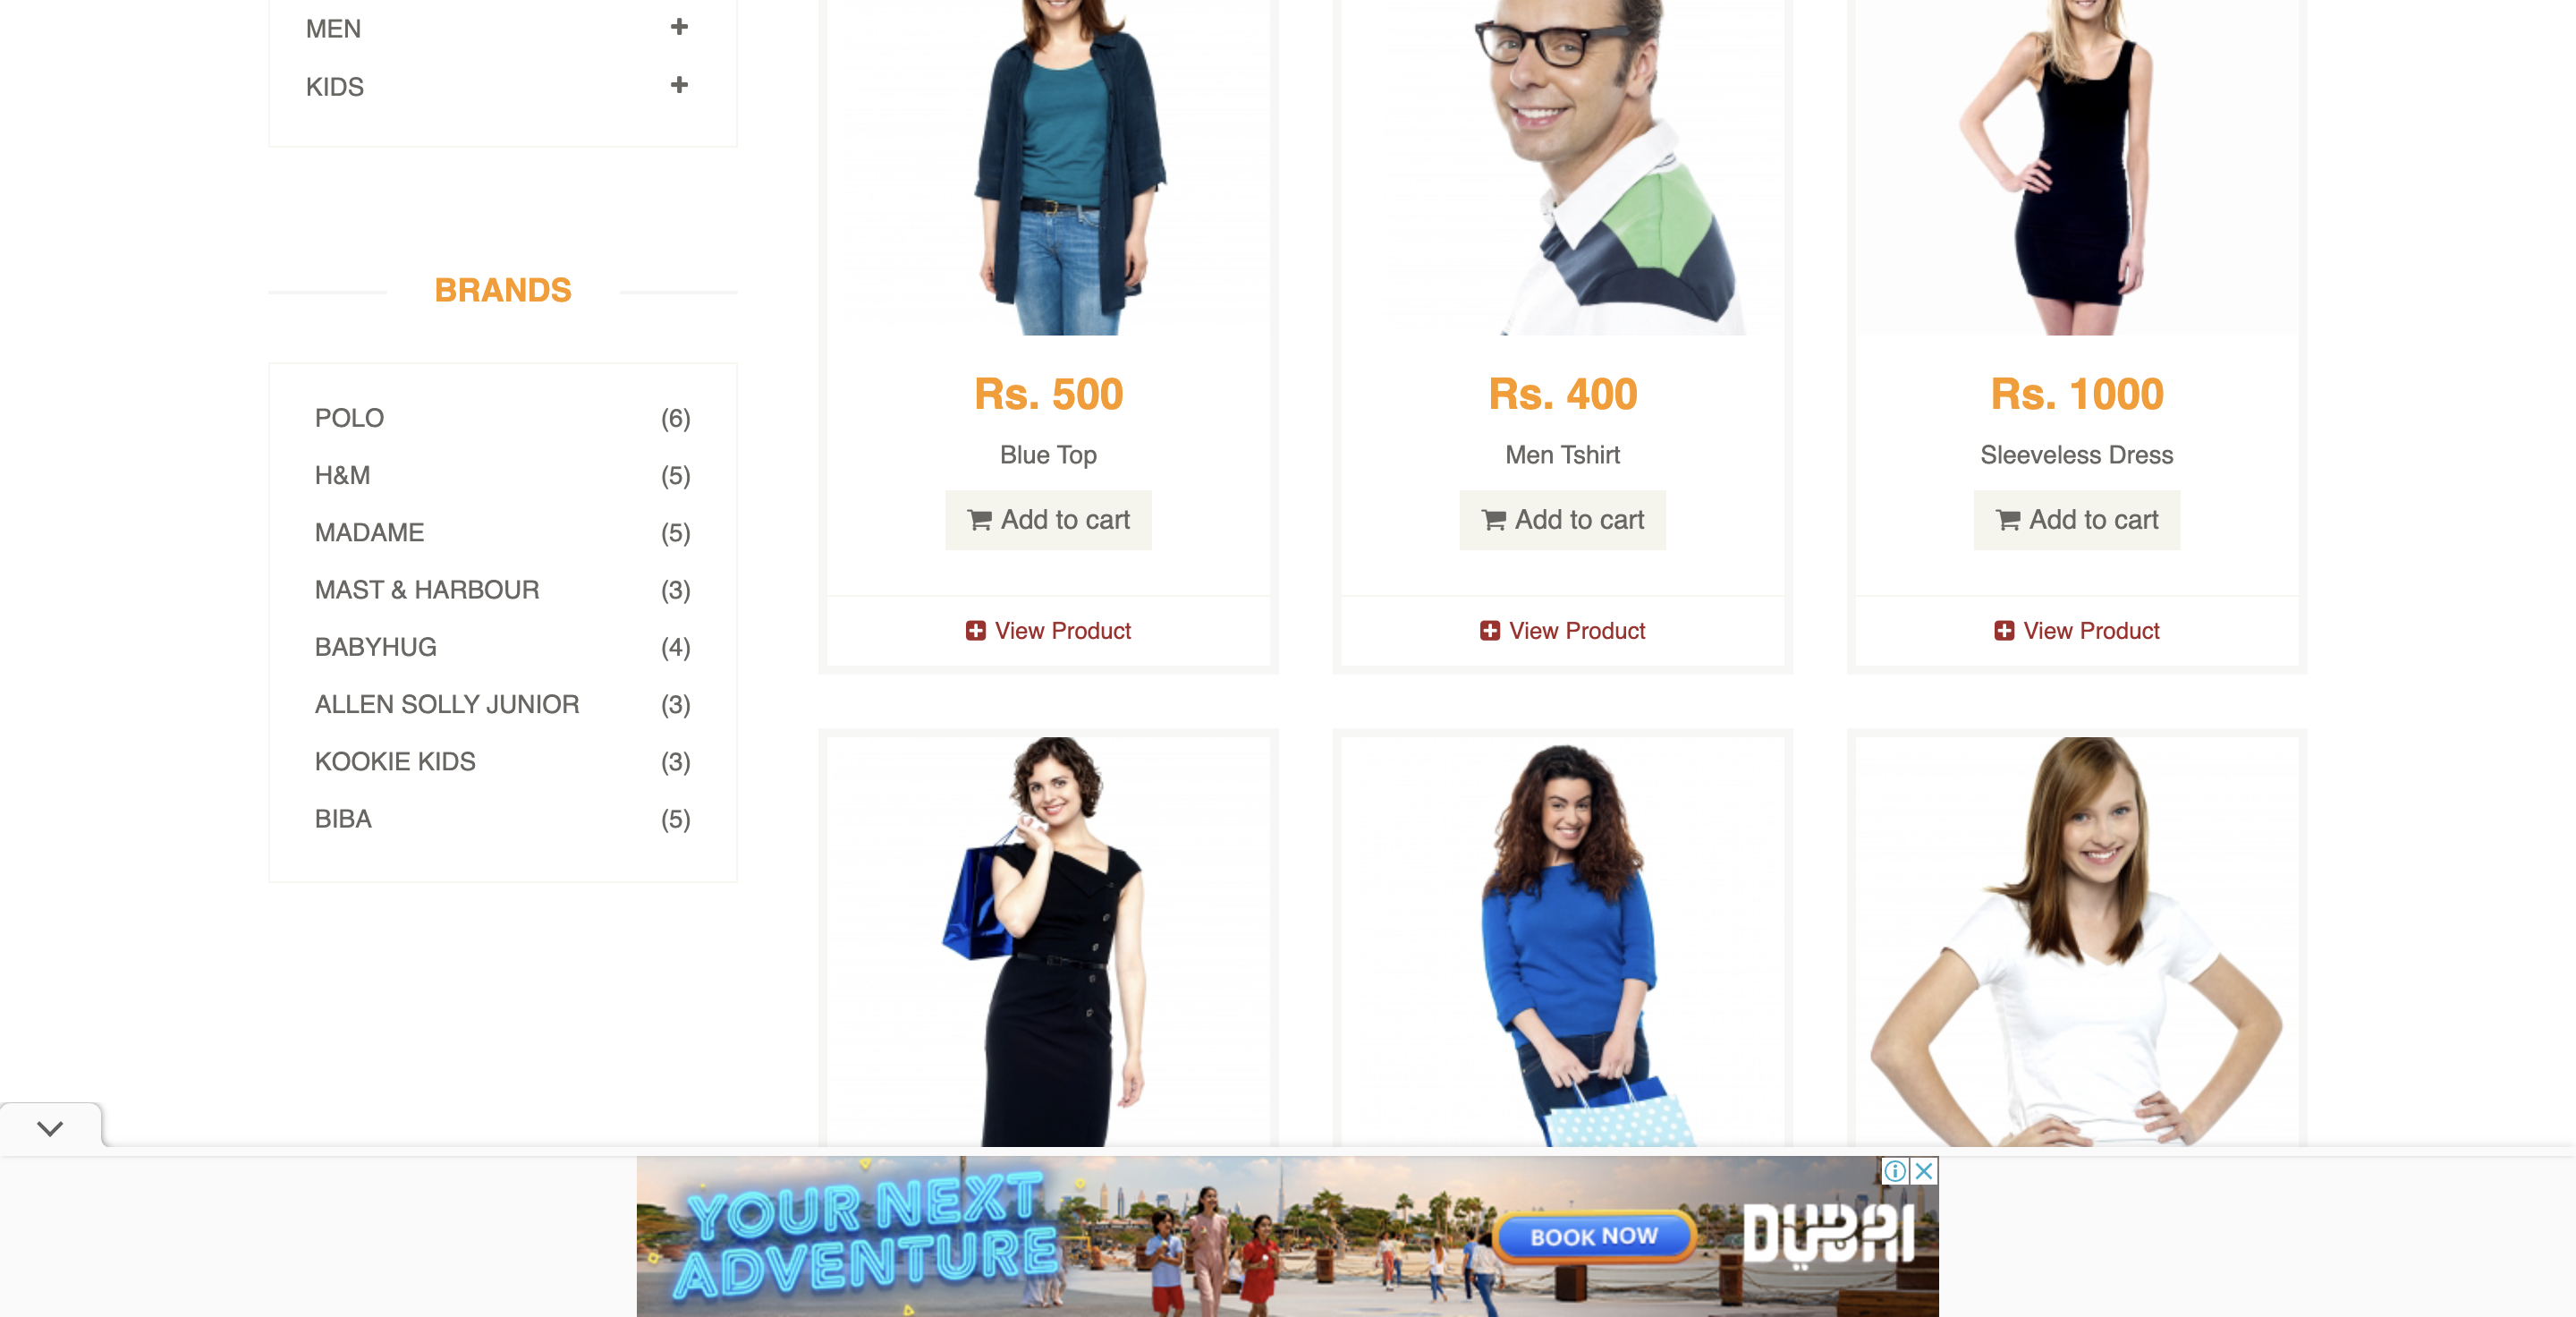 MEN
KIDS
BRANDS
POLO (6)
H&M (5)
MADAME (5)
MAST & HARBOUR (3)
BABYHUG (4)
ALLEN SOLLY JUNIOR (3)
KOOKIE KIDS (3)
BIBA (5)
Rs. 500
Blue Top
Add to cart
View Product
Rs. 400
Men Tshirt
Add to cart
View Product
Rs. 1000
Sleeveless Dress
Add to cart
View Product
YOUR NEXT
ADVENTURE
BOOK NOW
DUBAI